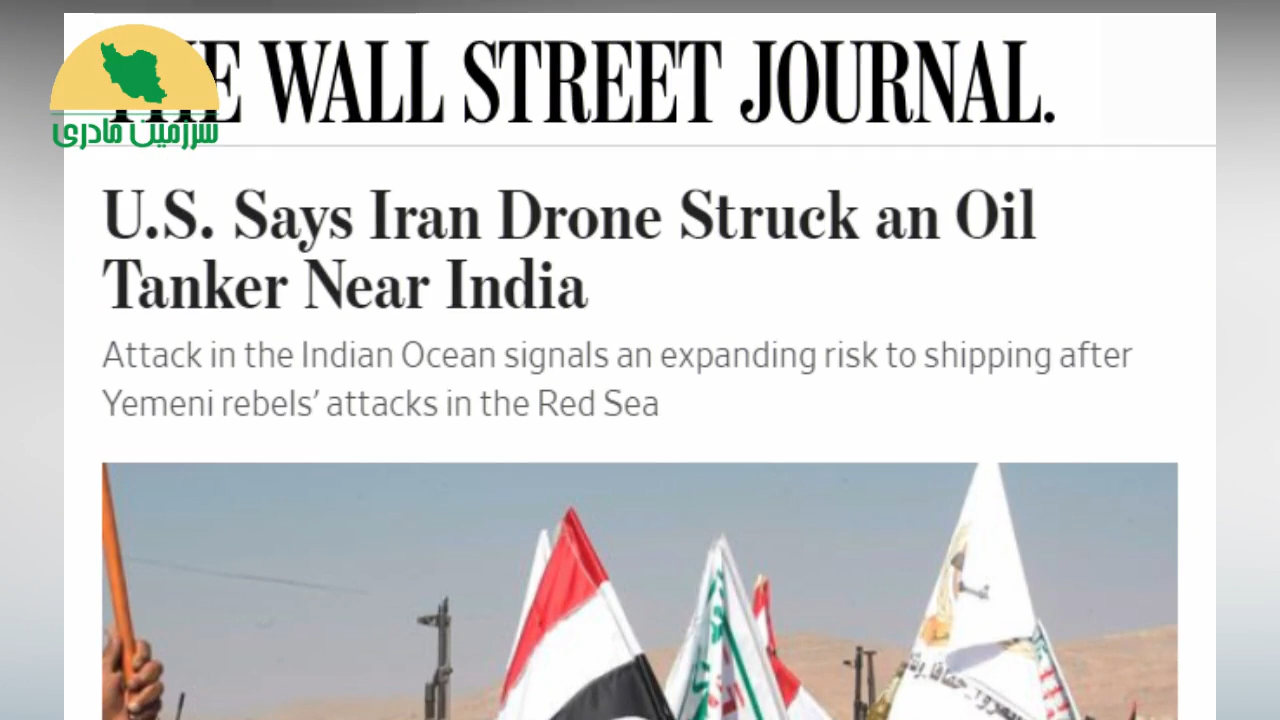 THE WALL STREET JOURNAL.
سرزمین مادری
U.S. Says Iran Drone Struck an Oil
Tanker Near India
Attack in the Indian Ocean signals an expanding risk to shipping after
Yemeni rebels’ attacks in the Red Sea